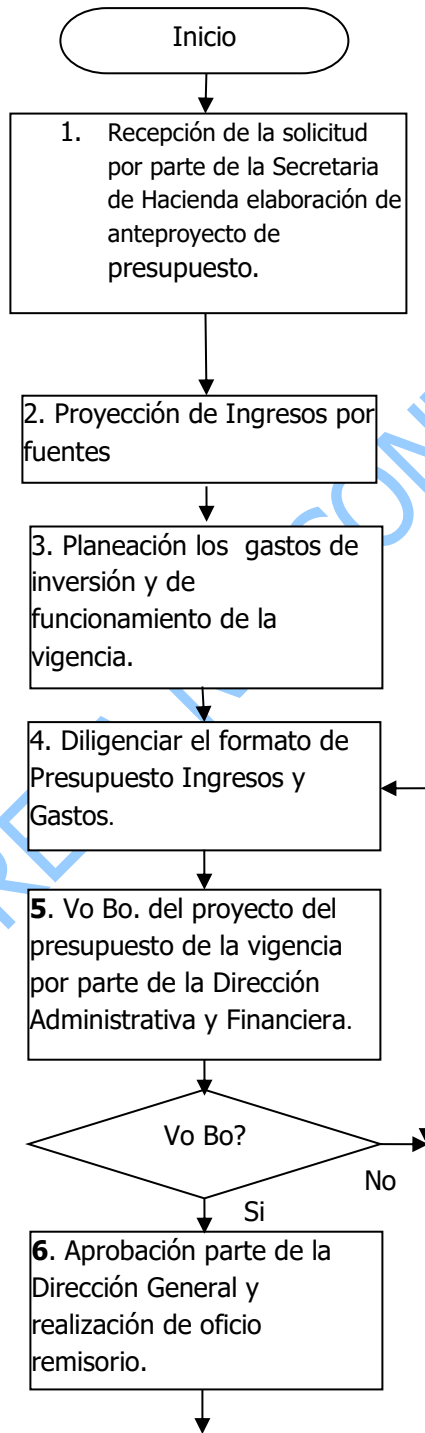 Inicio
1. Recepción de la solicitud
por parte de la Secretaria
de Hacienda elaboración de
anteproyecto de
presupuesto.
2. Proyección de Ingresos por
fuentes
3. Planeación los gastos de
inversión y de
funcionamiento de la
vigencia.
4. Diligenciar el formato de
Presupuesto Ingresos y
Gastos.
5. Vo Bo. del proyecto del
presupuesto de la vigencia
por parte de la Dirección
Administrativa y Financiera.
Vo Bo?
No
Si
6. Aprobación parte de la
Dirección General y
realización de oficio
remisorio.